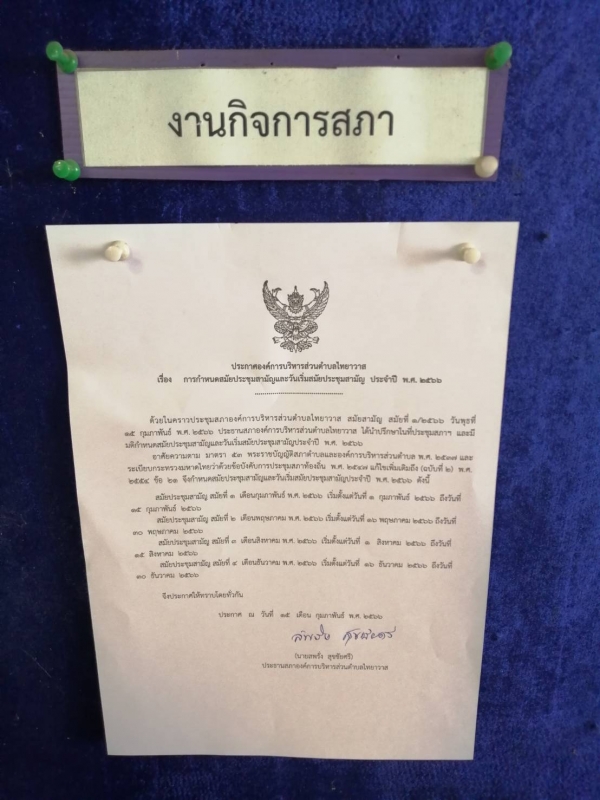 งานกิจการสภา
ประกาศองค์การบริหารส่วนตำบลไทยาวาส
เรื่อง การกำหนดสมัยประชุมสามัญและวันเริ่มสมัยประชุมสามัญ ประจำปี พ.ศ. ๒๕๖๖
ด้วยในคราวประชุมสภาองค์การบริหารส่วนตำบลไทยาวาส สมัยสามัญ สมัยที่ ๑/๒๕๖๖ วันพุธที่
๑๕ กุมภาพันธ์ พ.ศ. ๒๕๖๖ ประธานสภาองค์การบริหารส่วนตำบลไทยาวาส ได้นำปรึกษาในที่ประชุมสภาฯ และมี
มติกำหนดสมัยประชุมสามัญและวันเริ่มสมัยประชุมสามัญประจำปี พ.ศ. ๒๕๖๖
อาศัยความตาม มาตรา ๕๓ พระราชบัญญัติสภาตำบลและองค์การบริหารส่วนตำบล พ.ศ. ๒๕๓๗ และ
ระเบียบกระทรวงมหาดไทยว่าด้วยข้อบังคับการประชุมสภาท้องถิ่น พ.ศ. ๒๕๔๗ แก้ไขเพิ่มเติมถึง (ฉบับที่ ๒) พ.ศ.
๒๕๕๔ ข้อ ๒๑ จึงกำหนดสมัยประชุมสามัญและวันเริ่มสมัยประชุมสามัญประจำปี พ.ศ. ๒๕๖๖ ดังนี้
สมัยประชุมสามัญ สมัยที่ ๑ เดือนกุมภาพันธ์ พ.ศ. ๒๕๖๖ เริ่มตั้งแต่วันที่ ๑ กุมภาพันธ์ ๒๕๖๖ ถึงวันที่
๑๕ กุมภาพันธ์ ๒๕๖๖
สมัยประชุมสามัญ สมัยที่ ๒ เดือนพฤษภาคม พ.ศ. ๒๕๖๖ เริ่มตั้งแต่วันที่ ๑๖ พฤษภาคม ๒๕๖๖ ถึงวันที่
๓๐ พฤษภาคม ๒๕๖๖
สมัยประชุมสามัญ สมัยที่ ๓ เดือนสิงหาคม พ.ศ. ๒๕๖๖ เริ่มตั้งแต่วันที่ ๑ สิงหาคม ๒๕๖๖ ถึงวันที่
๑๕ สิงหาคม ๒๕๖๖
สมัยประชุมสามัญ สมัยที่ ๔ เดือนธันวาคม พ.ศ. ๒๕๖๖ เริ่มตั้งแต่วันที่ ๑๖ ธันวาคม ๒๕๖๖ ถึงวันที่
๓๐ ธันวาคม ๒๕๖๖
จึงประกาศให้ทราบโดยทั่วกัน
ประกาศ ณ วันที่ ๑๕ เดือน กุมภาพันธ์ พ.ศ. ๒๕๖๖
ประธานสภาองค์การบริหารส่วนตำบลไทยาวาส